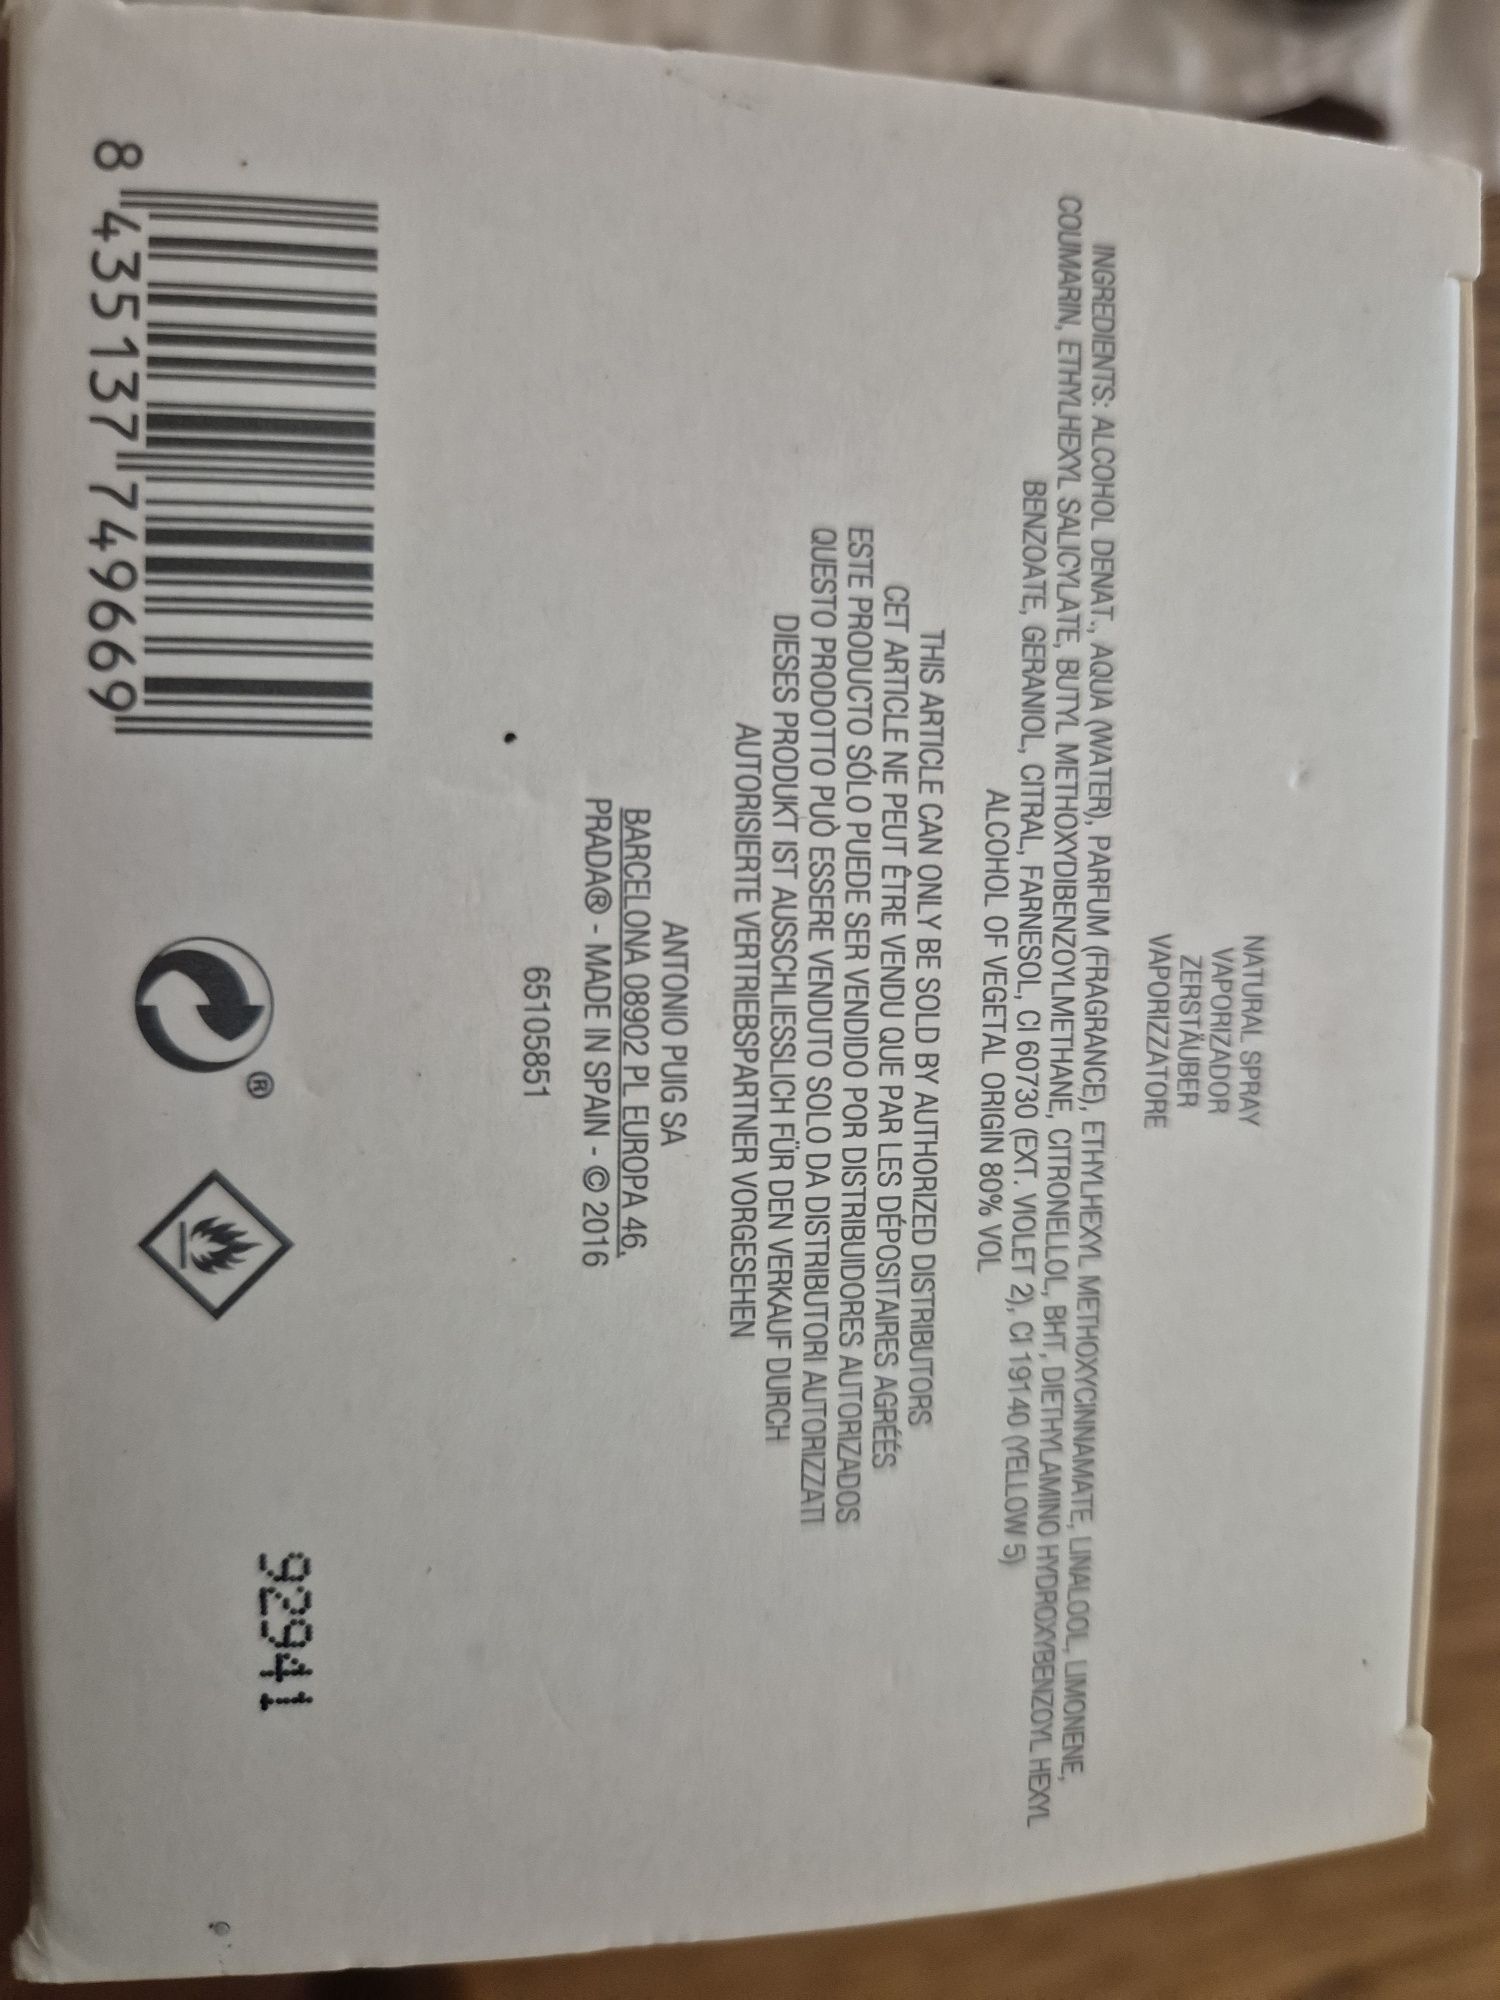 NATURAL SPRAY
VAPORIZADOR
ZERSTÄUBER
VAPORIZZATORE
INGREDIENTS: ALCOHOL DENAT., AQUA (WATER), PARFUM (FRAGRANCE), ETHYLHEXYL METHOXYCINNAMATE, LINALOOL, LIMONENE,
COUMARIN, ETHYLHEXYL SALICYLATE, BUTYL METHOXYDIBENZOYLMETHANE, CITRONELLOL, BHT, DIETHYLAMINO HYDROXYBENZOYL HEXYL
BENZOATE, GERANIOL, CITRAL, FARNESOL, CI 60730 (EXT. VIOLET 2), CI 19140 (YELLOW 5)
ALCOHOL OF VEGETAL ORIGIN 80% VOL
THIS ARTICLE CAN ONLY BE SOLD BY AUTHORIZED DISTRIBUTORS
CET ARTICLE NE PEUT ÊTRE VENDU QUE PAR LES DÉPOSITAIRES AGRÉÉS
ESTE PRODUCTO SÓLO PUEDE SER VENDIDO POR DISTRIBUIDORES AUTORIZADOS
QUESTO PRODOTTO PUÒ ESSERE VENDUTO SOLO DA DISTRIBUTORI AUTORIZZATI
DIESES PRODUKT IST AUSSCHLIESSLICH FÜR DEN VERKAUF DURCH
AUTORISIERTE VERTRIEBSPARTNER VORGESEHEN
ANTONIO PUIG SA
BARCELONA 08902 PL EUROPA 46.
PRADA® - MADE IN SPAIN - © 2016
65105851
8 435137 749669
®
92941